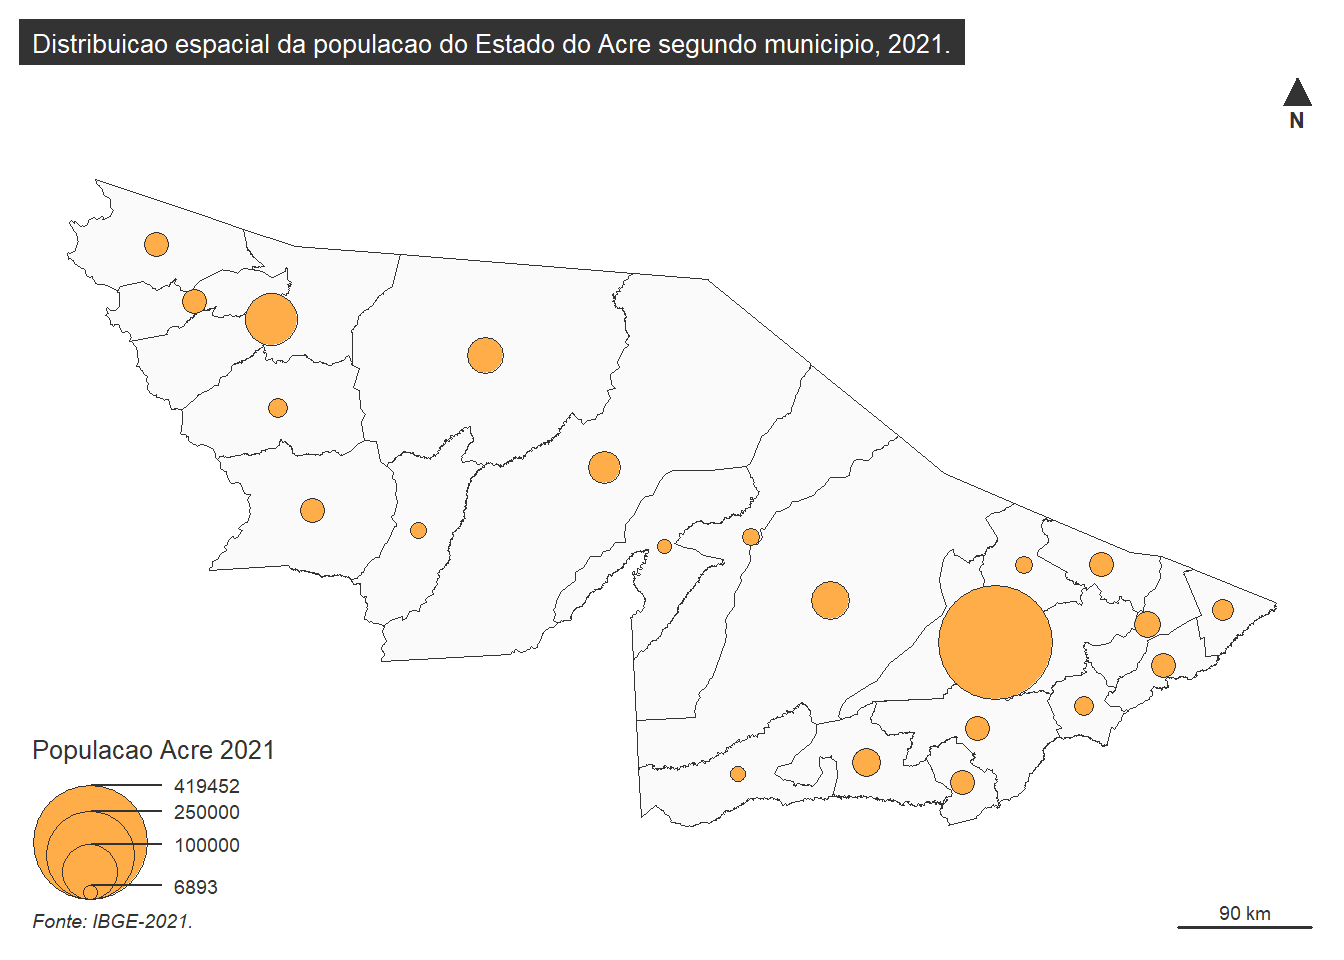 Distribuicao espacial da populacao do Estado do Acre segundo municipio, 2021.
N
Populacao Acre 2021
419452
250000
100000
6893
Fonte: IBGE-2021.
90 km